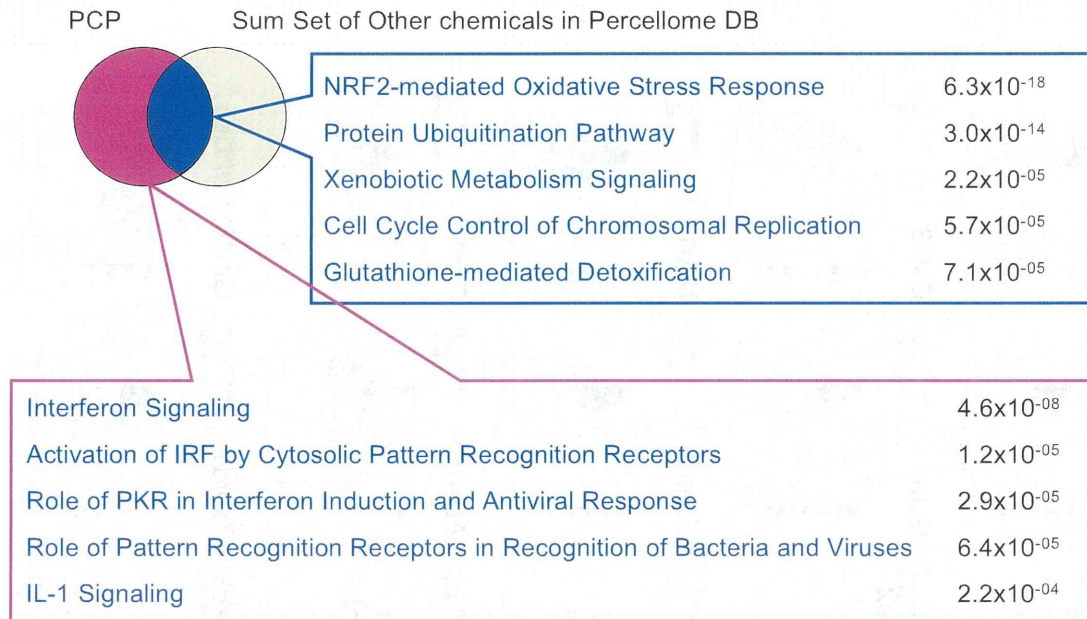 PCP Sum Set of Other chemicals in Percellome DB
NRF2-mediated Oxidative Stress Response 6.3x10-18
Protein Ubiquitination Pathway 3.0x10-14
Xenobiotic Metabolism Signaling 2.2x10-05
Cell Cycle Control of Chromosomal Replication 5.7x10-05
Glutathione-mediated Detoxification 7.1x10-05
Interferon Signaling 4.6x10-08
Activation of IRF by Cytosolic Pattern Recognition Receptors 1.2x10-05
Role of PKR in Interferon Induction and Antiviral Response 2.9x10-05
Role of Pattern Recognition Receptors in Recognition of Bacteria and Viruses 6.4x10-05
IL-1 Signaling 2.2x10-04